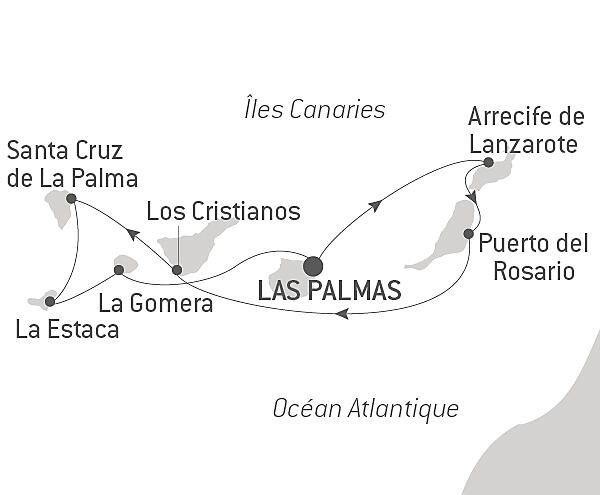 Îles Canaries
Arrecife de
Lanzarote
Santa Cruz
de La Palma
Los Cristianos
Puerto del
Rosario
LAS PALMAS
La Gomera
La Estaca
Océan Atlantique